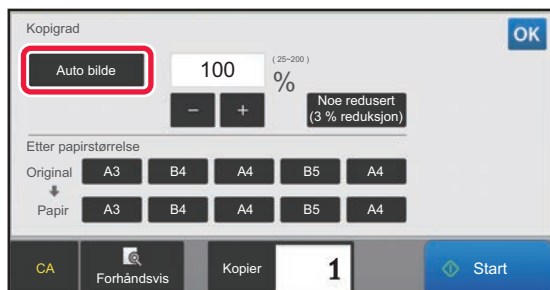 Kopigrad
OK
Auto bilde
100
(25~200)
%
− +
Noe redusert
(3 % reduksjon)
Etter papirstørrelse
Original A3 B4 A4 B5 A4
Papir A3 B4 A4 B5 A4
CA
Forhåndsvis
Kopier
1
Start